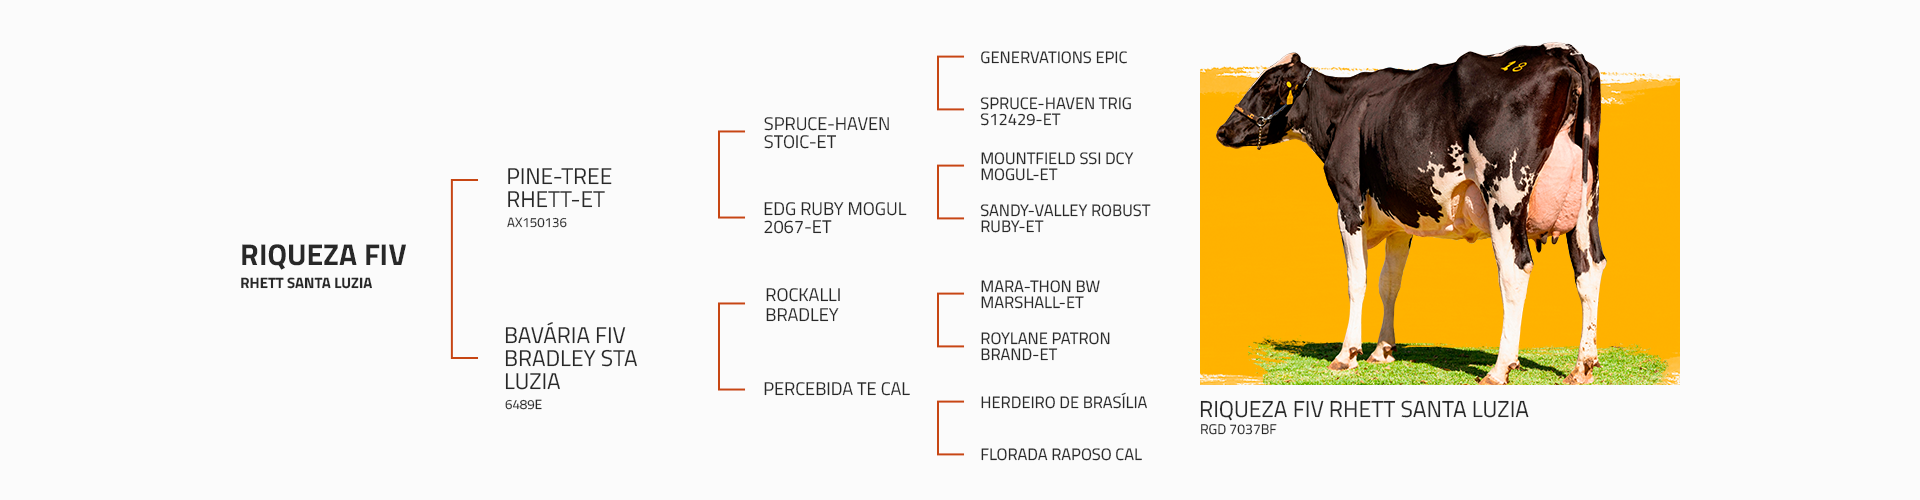 RIQUEZA FIV
RHETT SANTA LUZIA
PINE-TREE
RHETT-ET
AX150136
BAVÁRIA FIV
BRADLEY STA
LUZIA
6489E
SPRUCE-HAVEN
STOIC-ET
EDG RUBY MOGUL
2067-ET
ROCKALLI
BRADLEY
PERCEBIDA TE CAL
GENERVATIONS EPIC
SPRUCE-HAVEN TRIG
S12429-ET
MOUNTFIELD SSI DCY
MOGUL-ET
SANDY-VALLEY ROBUST
RUBY-ET
MARA-THON BW
MARSHALL-ET
ROYLANE PATRON
BRAND-ET
HERDEIRO DE BRASÍLIA
FLORADA RAPOSO CAL
18
RIQUEZA FIV RHETT SANTA LUZIA
RGD 7037BF